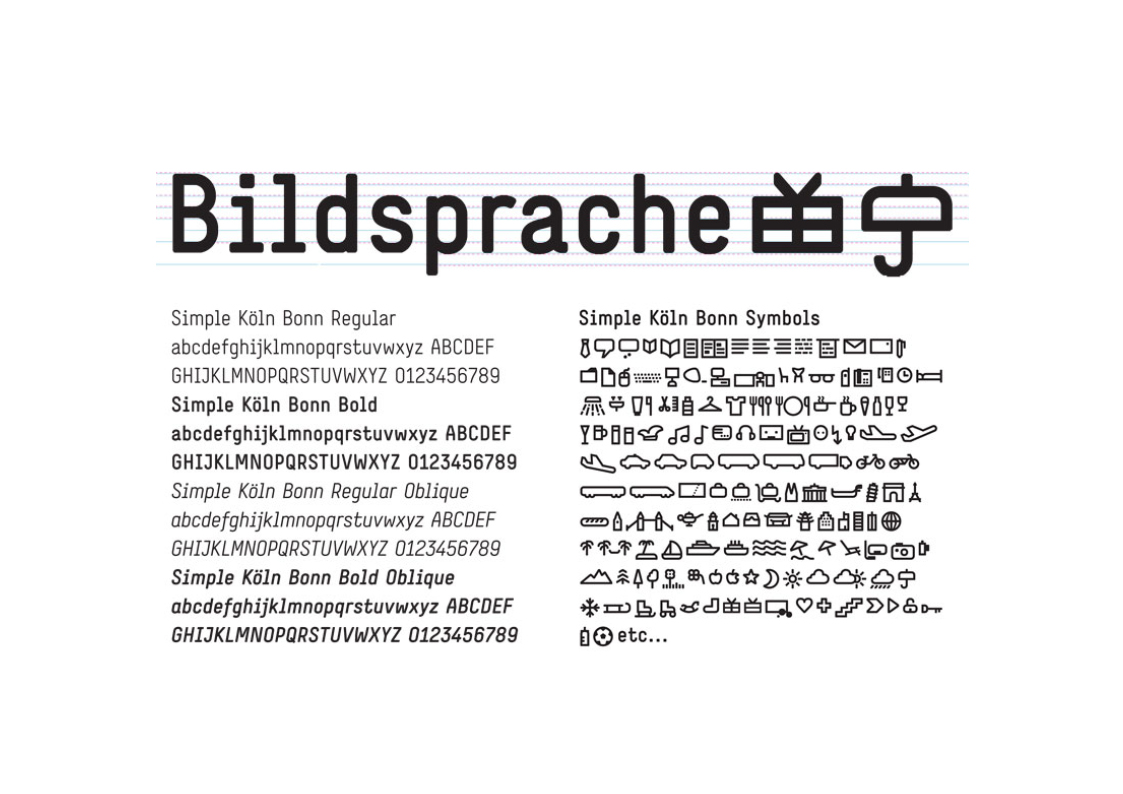 Bildsprache
Simple Köln Bonn Regular
abcdefghijklmnopqrstuvwxyz ABCDEF
GHIJKLMNOPQRSTUVWXYZ 0123456789
Simple Köln Bonn Bold
abcdefghijklmnopqrstuvwxyz ABCDEF
GHIJKLMNOPQRSTUVWXYZ 0123456789
Simple Köln Bonn Regular Oblique
abcdefghijklmnopqrstuvwxyz ABCDEF
GHIJKLMNOPQRSTUVWXYZ 0123456789
Simple Köln Bonn Bold Oblique
abcdefghijklmnopqrstuvwxyz ABCDEF
GHIJKLMNOPQRSTUVWXYZ 0123456789
Simple Köln Bonn Symbols
etc...